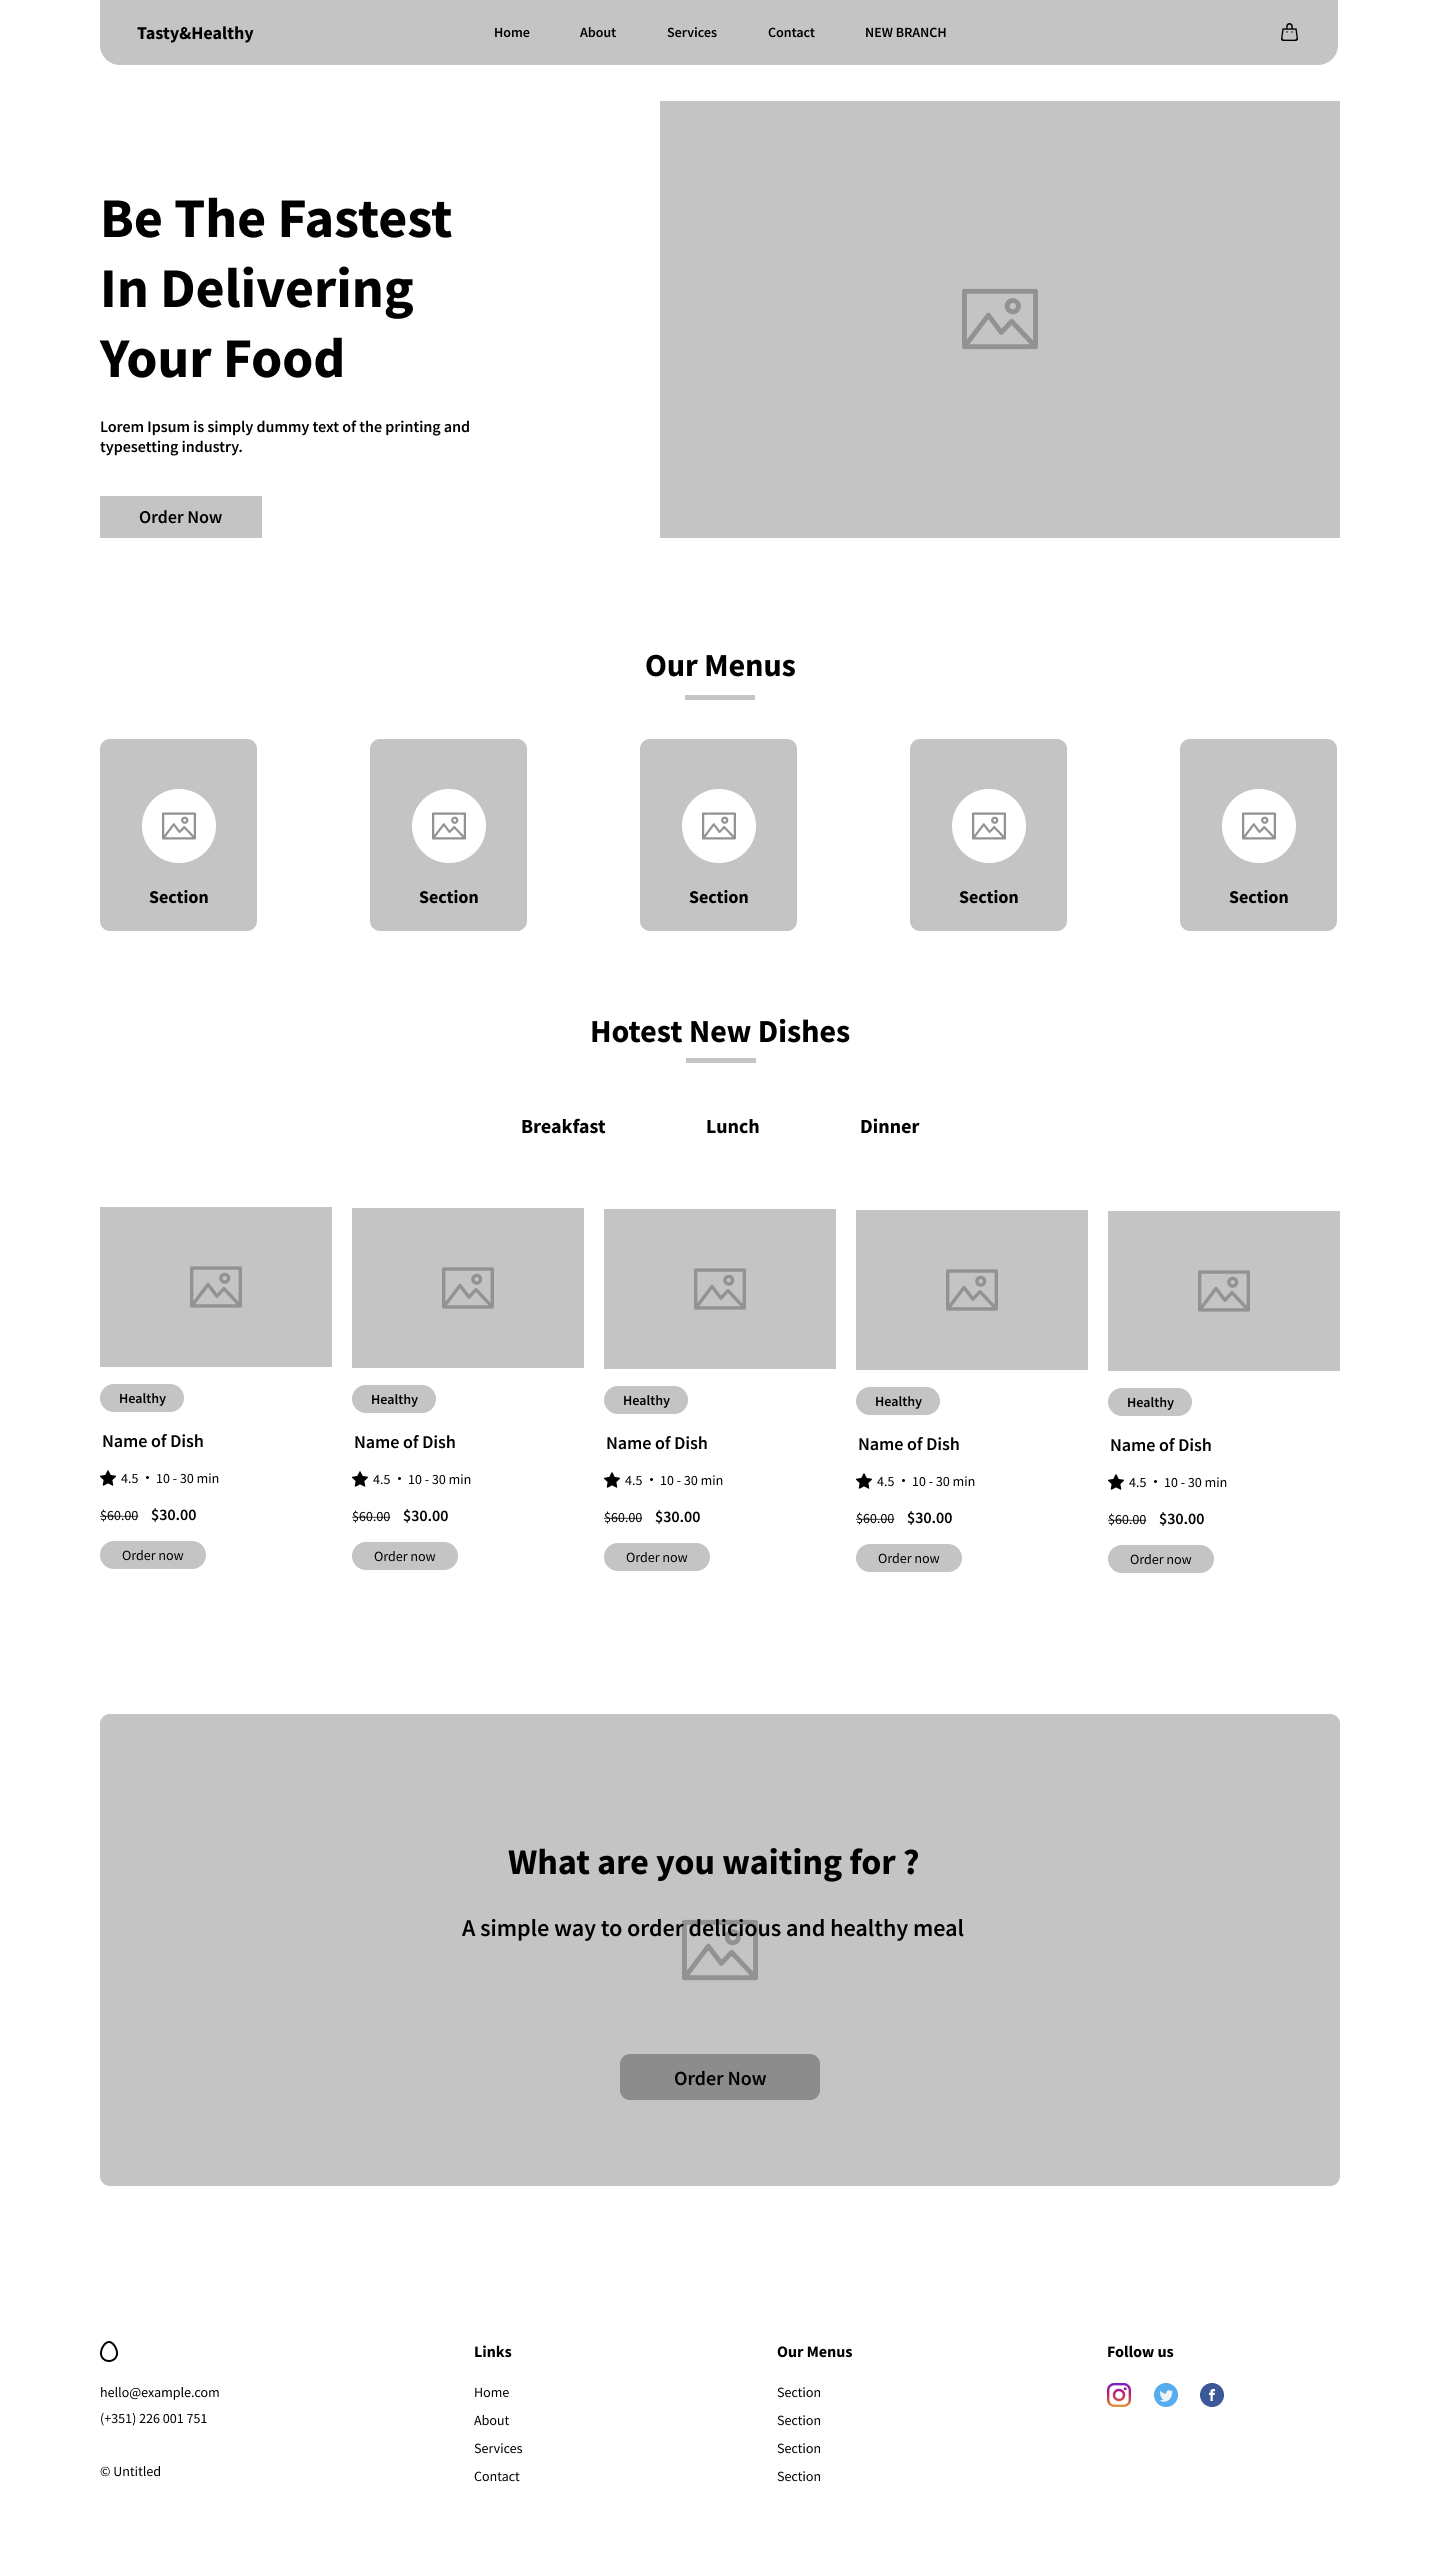 Tasty&Healthy
Home
About
Services
Contact
NEW BRANCH
Be The Fastest
In Delivering
Your Food
Lorem Ipsum is simply dummy text of the printing and
typesetting industry.
Order Now
Our Menus
Section
Section
Section
Section
Section
Hotest New Dishes
Breakfast
Lunch
Dinner
Healthy
Name of Dish
4.5 • 10 - 30 min
$60.00 $30.00
Order now
Healthy
Name of Dish
4.5 • 10 - 30 min
$60.00 $30.00
Order now
Healthy
Name of Dish
4.5 • 10 - 30 min
$60.00 $30.00
Order now
Healthy
Name of Dish
4.5 • 10 - 30 min
$60.00 $30.00
Order now
Healthy
Name of Dish
4.5 • 10 - 30 min
$60.00 $30.00
Order now
What are you waiting for ?
A simple way to order delicious and healthy meal
Order Now
hello@example.com
(+351) 226 001 751
© Untitled
Links
Home
About
Services
Contact
Our Menus
Section
Section
Section
Section
Follow us